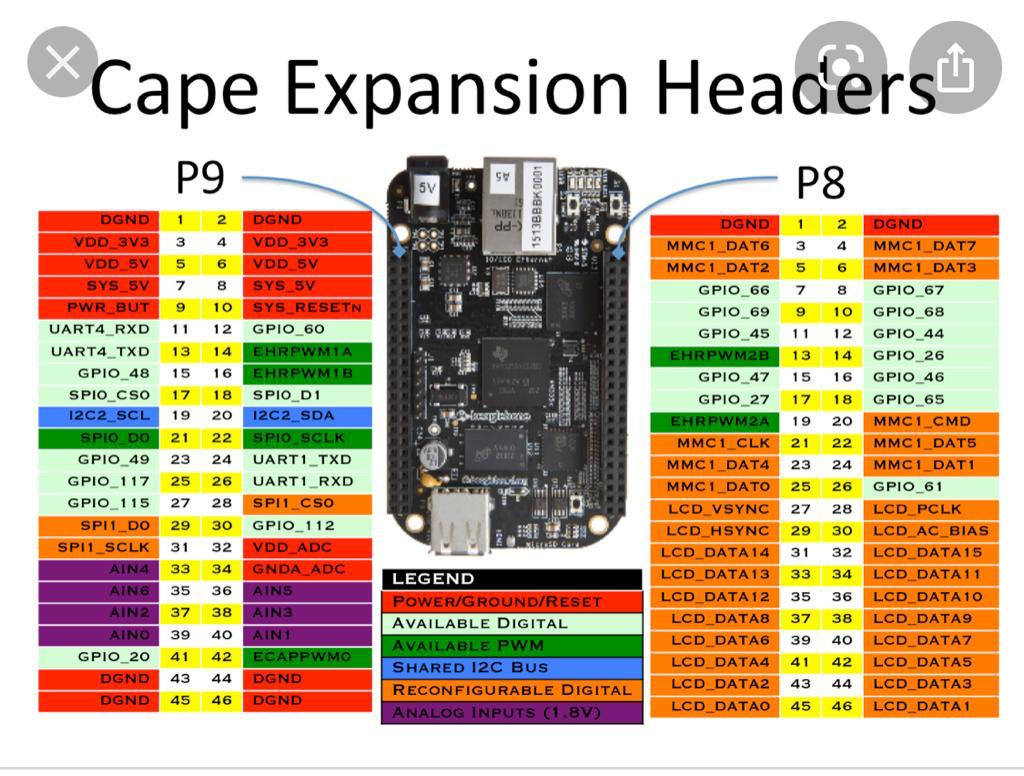 Cape Expansion Headers
P9
P8
DGND 1 2 DGND
VDD_3V3 3 4 VDD_3V3
VDD_5V 5 6 VDD_5V
SYS_5V 7 8 SYS_5V
PWR_BUT 9 10 SYS_RESETN
UART4_RXD 11 12 GPIO_60
UART4_TXD 13 14 EHRPWM1A
GPIO_48 15 16 EHRPWM1B
SPI0_CS0 17 18 SPI0_D1
I2C2_SCL 19 20 I2C2_SDA
SPI0_D0 21 22 SPI0_SCLK
GPIO_49 23 24 UART1_TXD
GPIO_117 25 26 UART1_RXD
GPIO_115 27 28 SPI1_CS0
SPI1_D0 29 30 GPIO_112
SPI1_SCLK 31 32 VDD_ADC
AIN4 33 34 GNDA_ADC
AIN6 35 36 AIN5
AIN2 37 38 AIN3
AIN0 39 40 AIN1
GPIO_20 41 42 ECAPPWM0
DGND 43 44 DGND
DGND 45 46 DGND
5V
A5
1513BBBK0001
10/100 Ethernet
beaglebone
HDMI
MicroSD Card
LEGEND
POWER/GROUND/RESET
AVAILABLE DIGITAL
AVAILABLE PWM
SHARED I2C BUS
RECONFIGURABLE DIGITAL
ANALOG INPUTS (1.8V)
DGND 1 2 DGND
MMC1_DAT6 3 4 MMC1_DAT7
MMC1_DAT2 5 6 MMC1_DAT3
GPIO_66 7 8 GPIO_67
GPIO_69 9 10 GPIO_68
GPIO_45 11 12 GPIO_44
EHRPWM2B 13 14 GPIO_26
GPIO_47 15 16 GPIO_46
GPIO_27 17 18 GPIO_65
EHRPWM2A 19 20 MMC1_CMD
MMC1_CLK 21 22 MMC1_DAT5
MMC1_DAT4 23 24 MMC1_DAT1
MMC1_DAT0 25 26 GPIO_61
LCD_VSYNC 27 28 LCD_PCLK
LCD_HSYNC 29 30 LCD_AC_BIAS
LCD_DATA14 31 32 LCD_DATA15
LCD_DATA13 33 34 LCD_DATA11
LCD_DATA12 35 36 LCD_DATA10
LCD_DATA8 37 38 LCD_DATA9
LCD_DATA6 39 40 LCD_DATA7
LCD_DATA4 41 42 LCD_DATA5
LCD_DATA2 43 44 LCD_DATA3
LCD_DATA0 45 46 LCD_DATA1